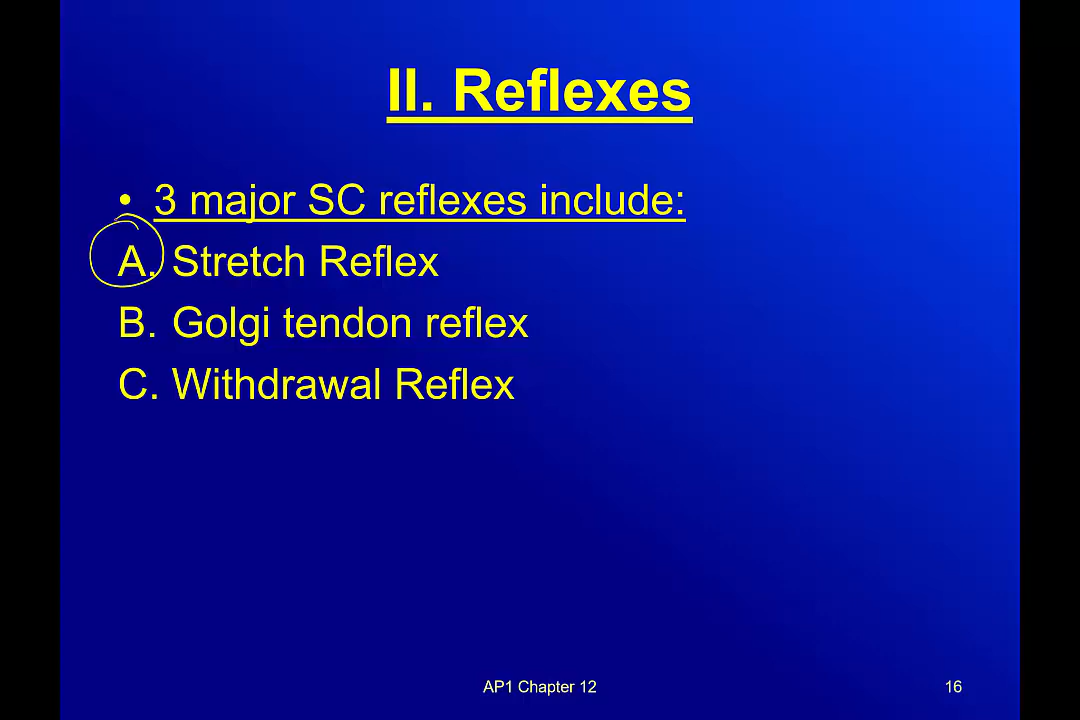 II. Reflexes
• 3 major SC reflexes include:
A. Stretch Reflex
B. Golgi tendon reflex
C. Withdrawal Reflex
AP1 Chapter 12
16